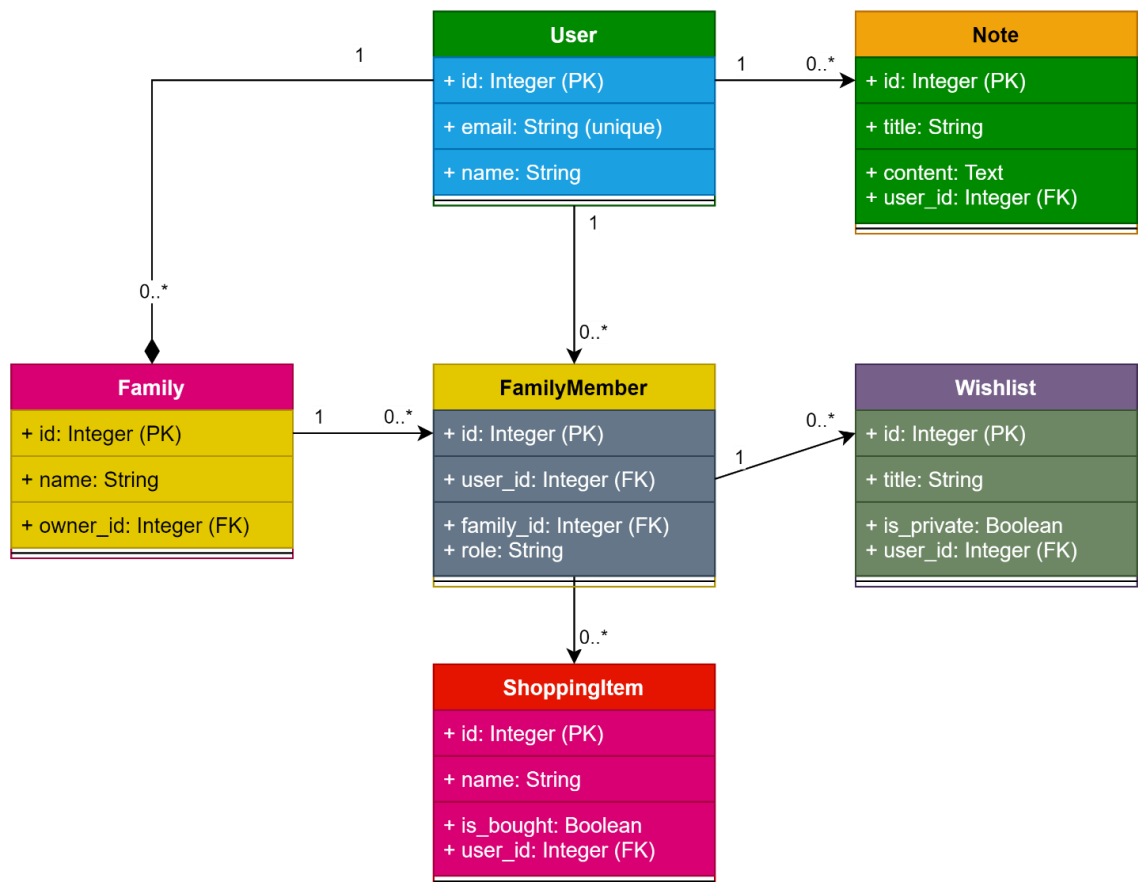 User
+ id: Integer (PK)
+ email: String (unique)
+ name: String
Note
+ id: Integer (PK)
+ title: String
+ content: Text
+ user_id: Integer (FK)
1
1
0..*
1
0..*
0..*
Family
+ id: Integer (PK)
+ name: String
+ owner_id: Integer (FK)
1
0..*
FamilyMember
+ id: Integer (PK)
+ user_id: Integer (FK)
+ family_id: Integer (FK)
+ role: String
1
0..*
Wishlist
+ id: Integer (PK)
+ title: String
+ is_private: Boolean
+ user_id: Integer (FK)
0..*
ShoppingItem
+ id: Integer (PK)
+ name: String
+ is_bought: Boolean
+ user_id: Integer (FK)